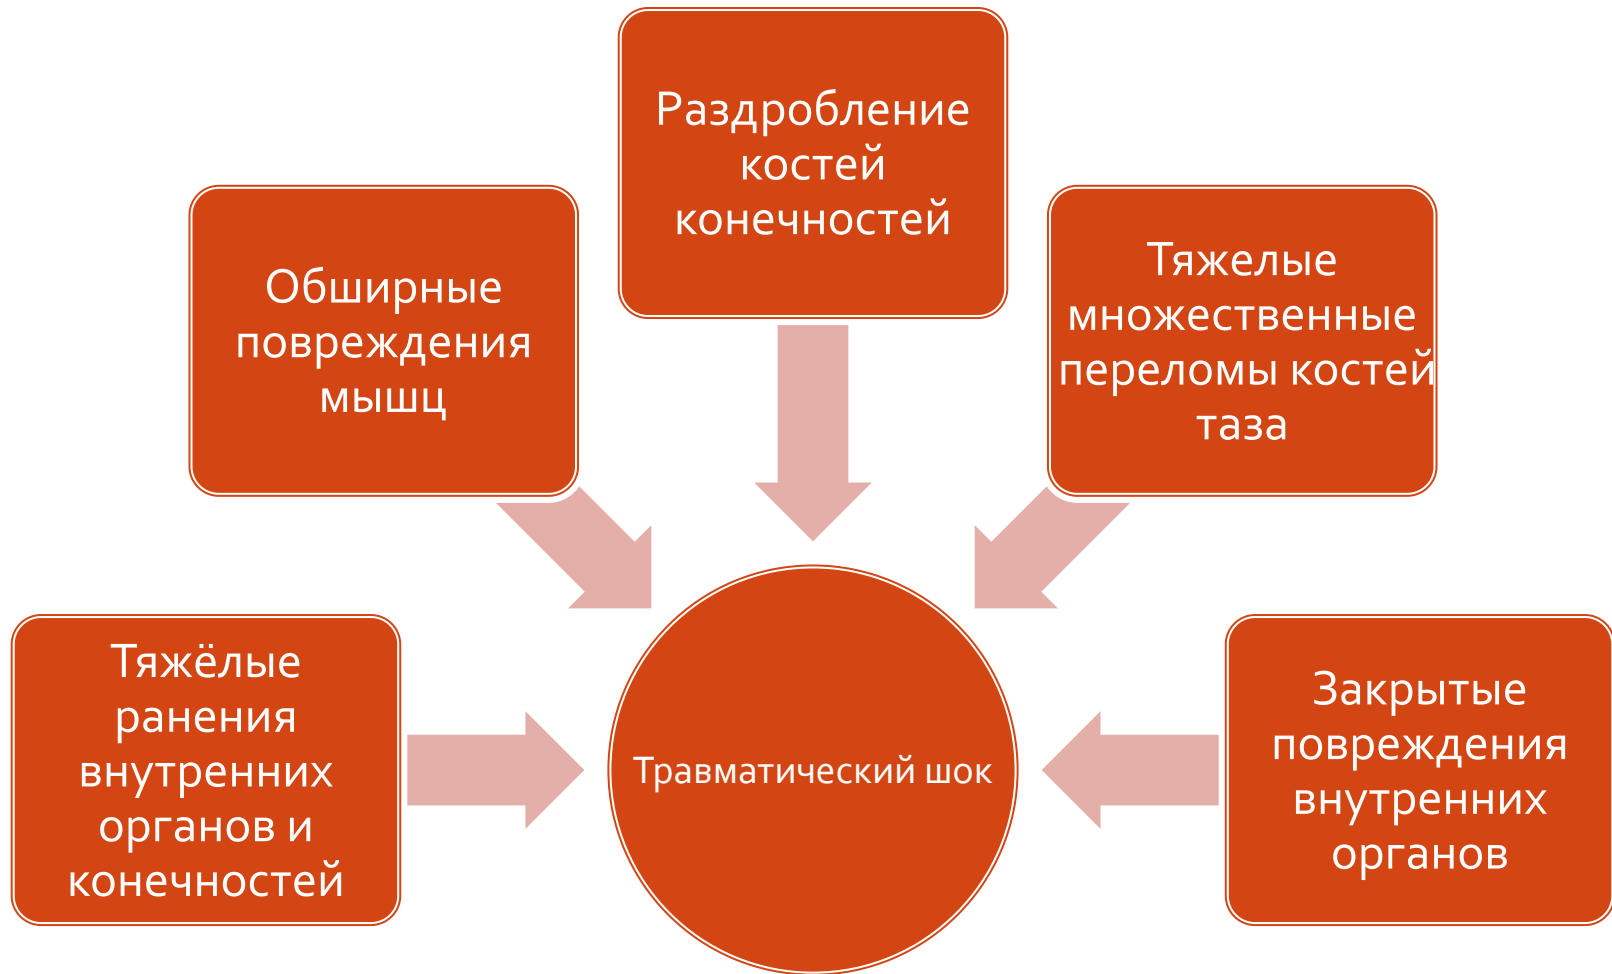 Раздробление
костей
конечностей
Обширные
повреждения
мышц
Тяжелые
множественные
переломы костей
таза
Тяжёлые
ранения
внутренних
органов и
конечностей
Травматический шок
Закрытые
повреждения
внутренних
органов